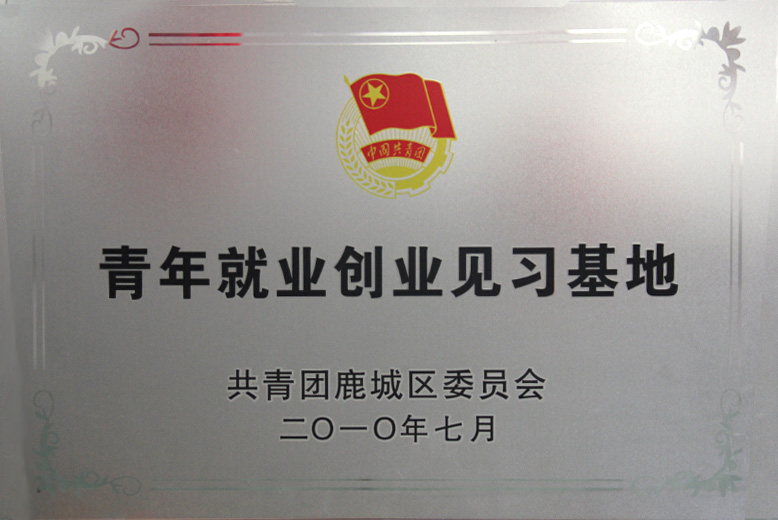 中国共青团
青年就业创业见习基地
共青团鹿城区委员会
二〇一〇年七月